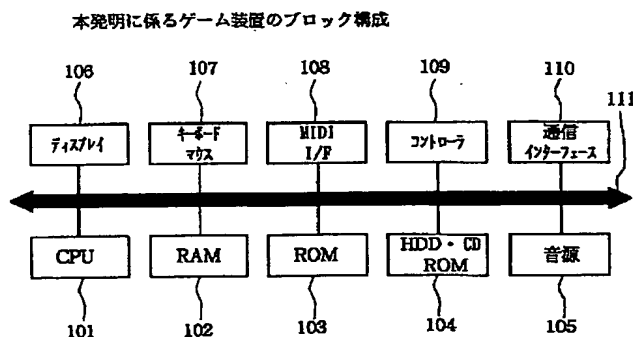 本発明に係るゲーム装置のブロック構成
106 107 108 109 110
111
ディスプレイ
キーボード
マウス
MIDI
I/F
コントローラ
通信
インターフェース
CPU
RAM
ROM
HDD・CD
ROM
音源
101 102 103 104 105